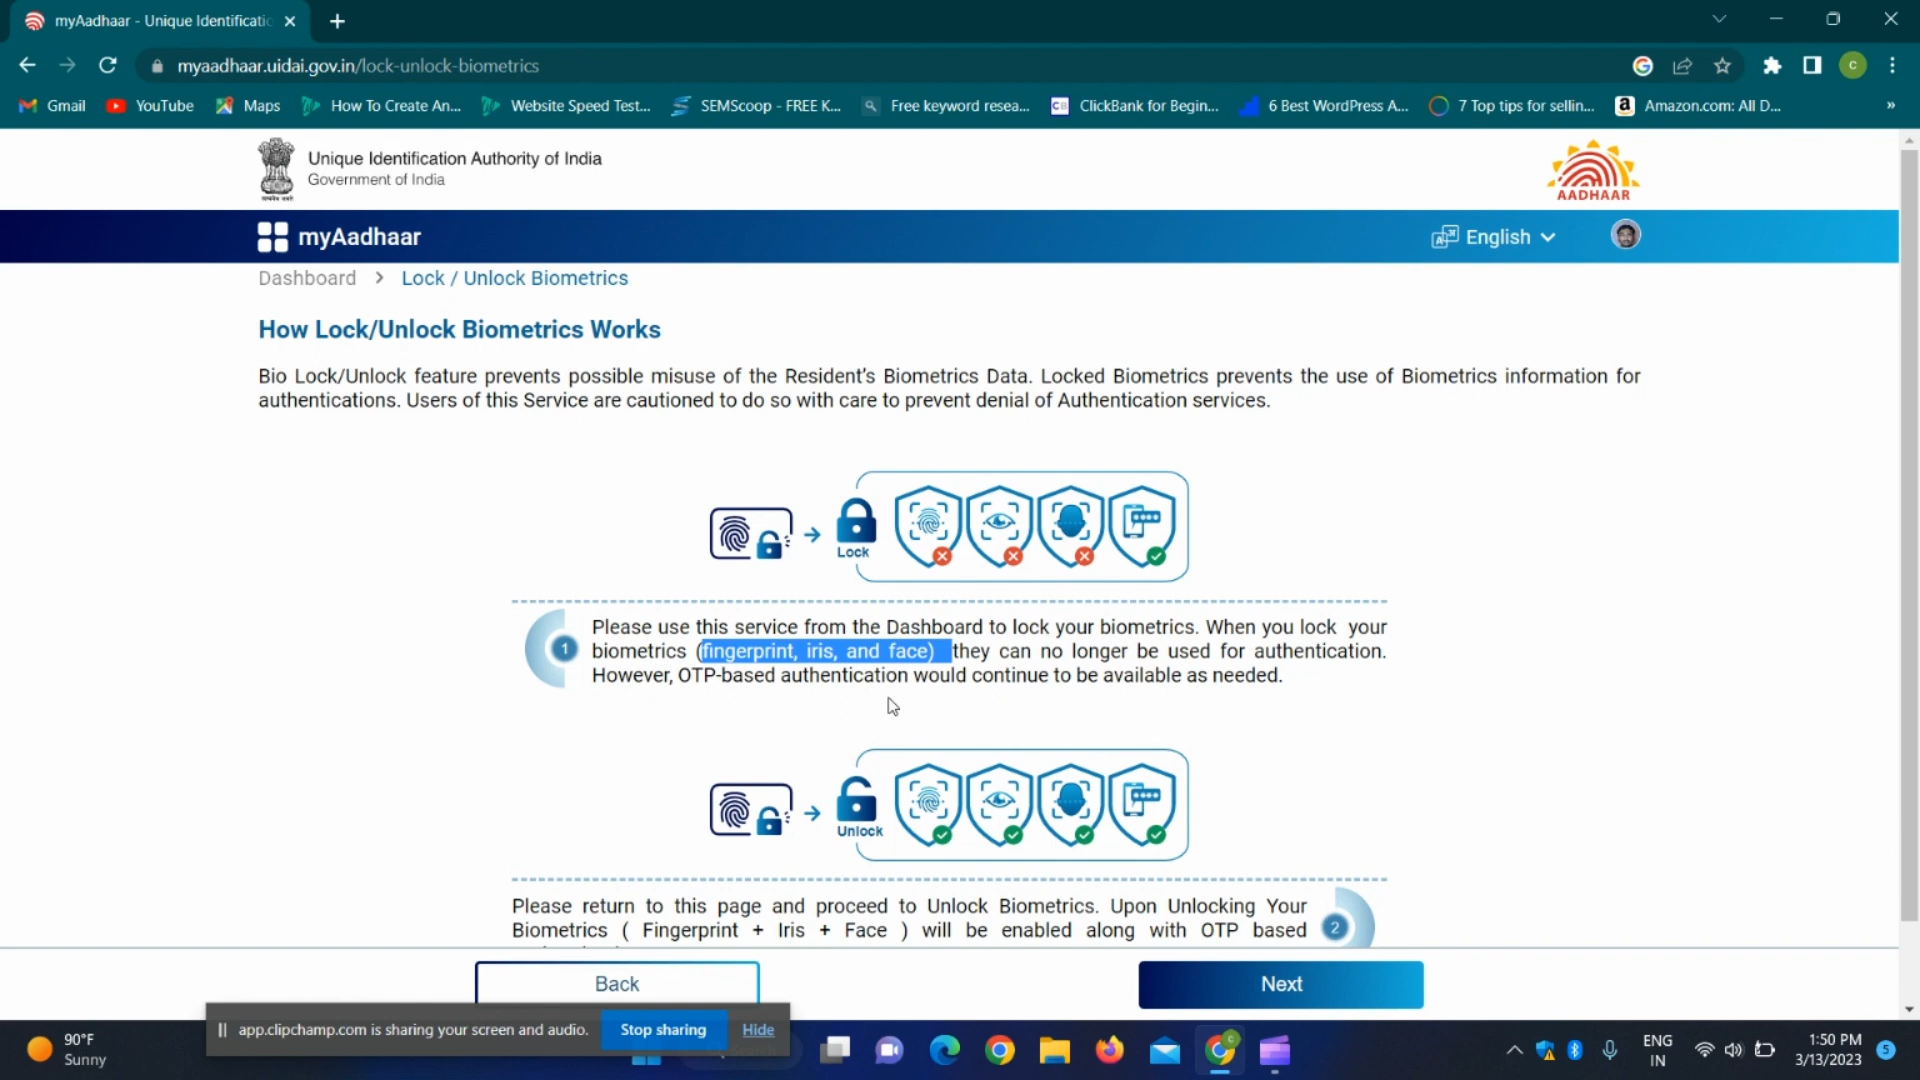 myAadhaar - Unique Identificatic
myaadhaar.uidai.gov.in/lock-unlock-biometrics
Gmail YouTube Maps How To Create An... Website Speed Test... SEMScoop - FREE K... Free keyword resea... ClickBank for Begin... 6 Best WordPress A... 7 Top tips for sellin... Amazon.com: All D...
Unique Identification Authority of India
Government of India
AADHAAR
myAadhaar
English
Dashboard > Lock / Unlock Biometrics
How Lock/Unlock Biometrics Works
Bio Lock/Unlock feature prevents possible misuse of the Resident's Biometrics Data. Locked Biometrics prevents the use of Biometrics information for
authentications. Users of this Service are cautioned to do so with care to prevent denial of Authentication services.
Lock
1
Please use this service from the Dashboard to lock your biometrics. When you lock your
biometrics (fingerprint, iris, and face) they can no longer be used for authentication.
However, OTP-based authentication would continue to be available as needed.
Unlock
Please return to this page and proceed to Unlock Biometrics. Upon Unlocking Your
Biometrics ( Fingerprint + Iris + Face ) will be enabled along with OTP based
2
Back
Next
app.clipchamp.com is sharing your screen and audio. Stop sharing Hide
90°F
Sunny
ENG
IN
1:50 PM
3/13/2023
5